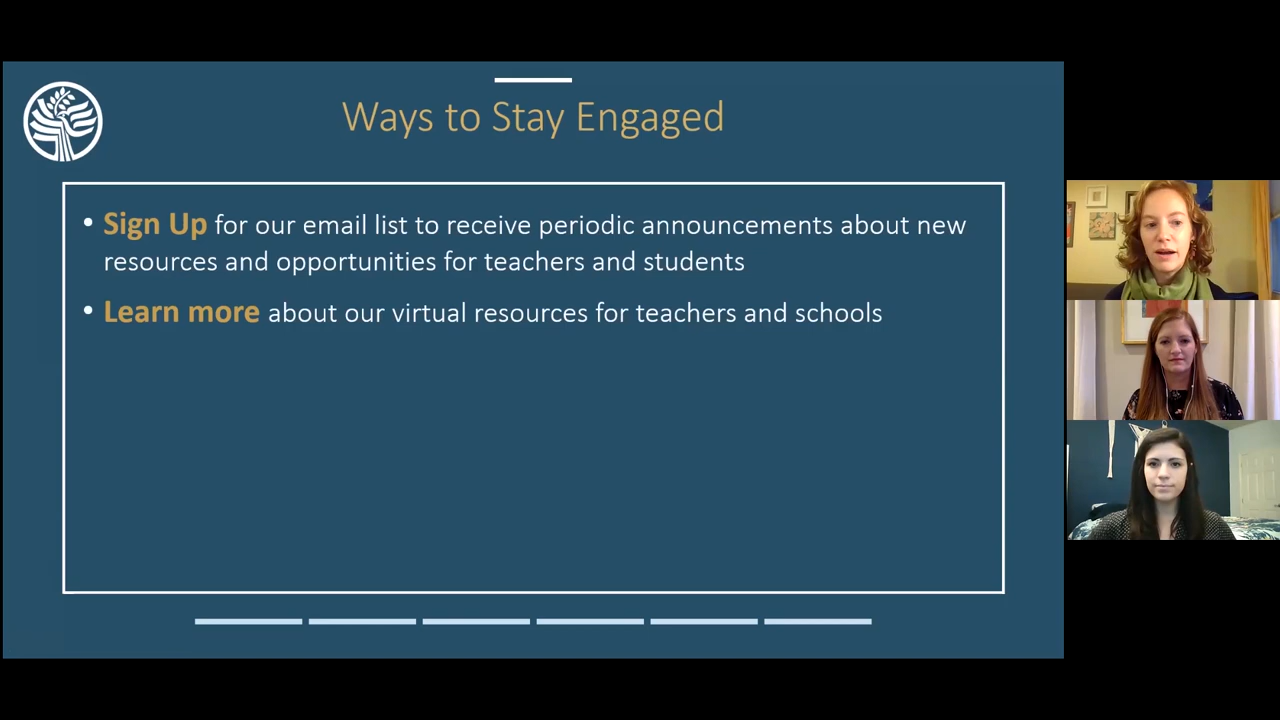 Ways to Stay Engaged
• Sign Up for our email list to receive periodic announcements about new
resources and opportunities for teachers and students
• Learn more about our virtual resources for teachers and schools